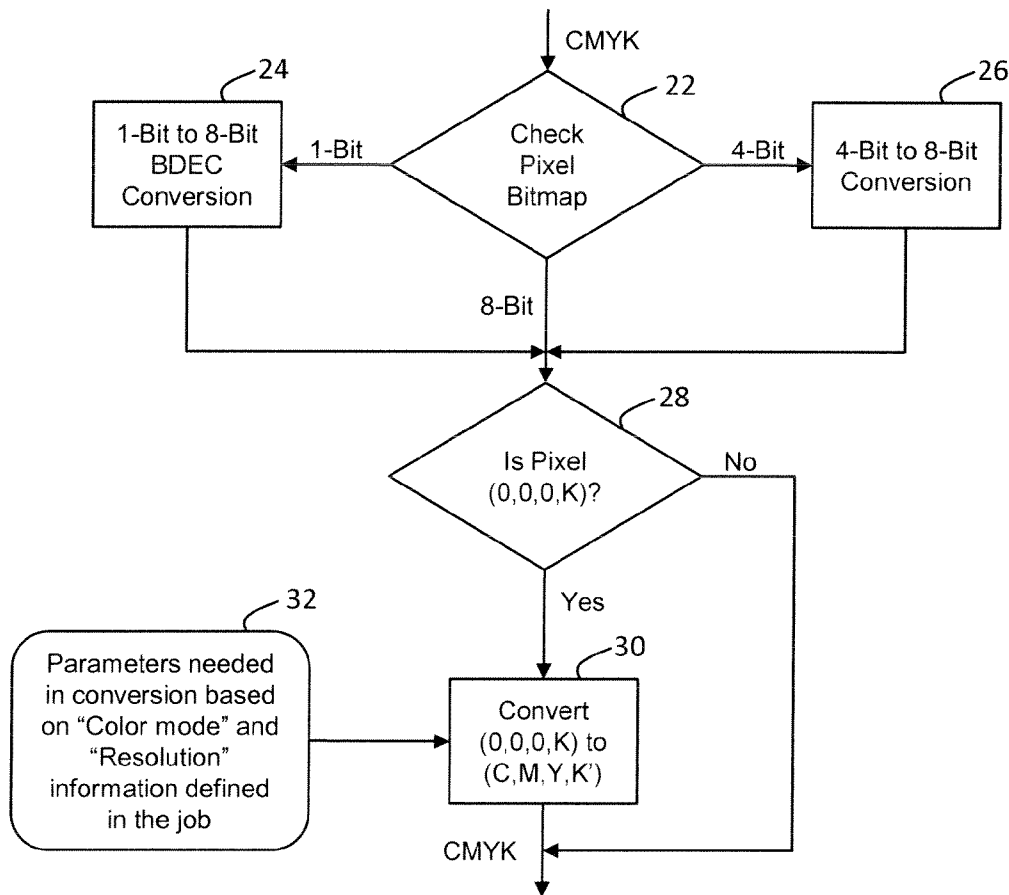 CMYK
24
22
26
1-Bit to 8-Bit
BDEC
Conversion
1-Bit
Check
Pixel
Bitmap
4-Bit
4-Bit to 8-Bit
Conversion
8-Bit
28
Is Pixel
(0,0,0,K)?
No
Yes
32
30
Parameters needed
in conversion based
on “Color mode” and
“Resolution”
information defined
in the job
Convert
(0,0,0,K) to
(C,M,Y,K’)
CMYK